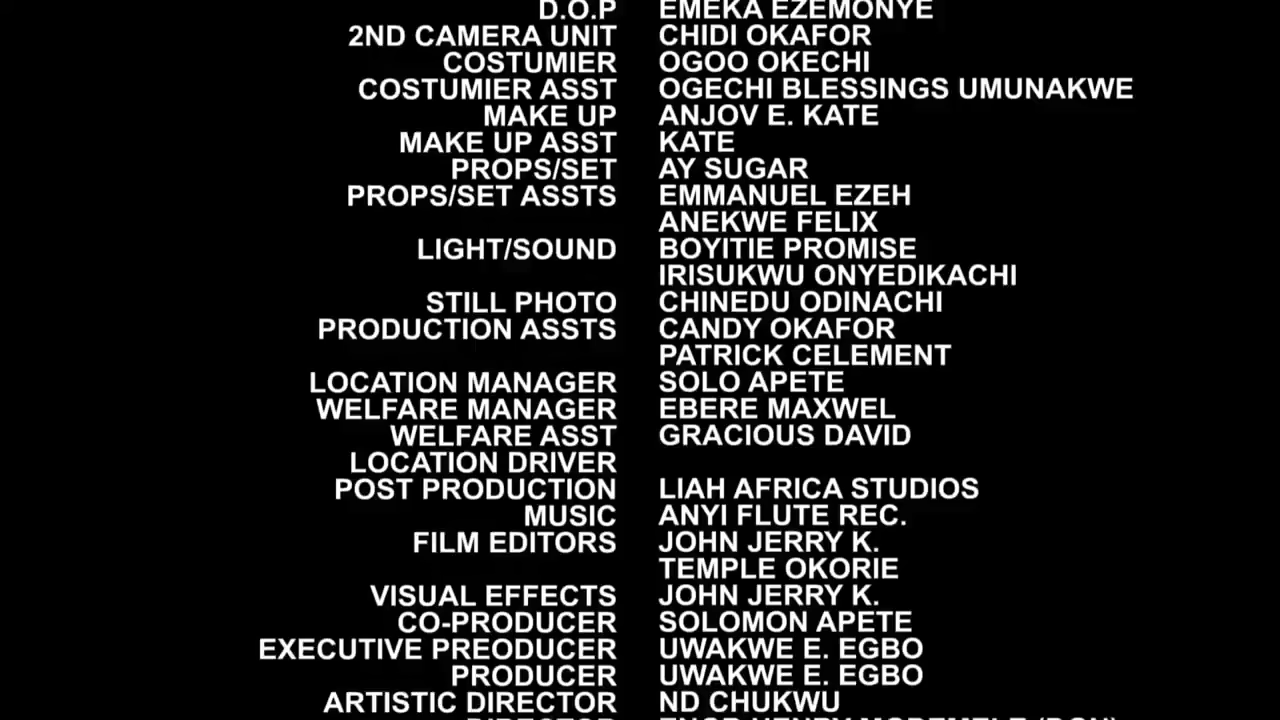 D.O.P EMEKA EZEMONYE
2ND CAMERA UNIT CHIDI OKAFOR
COSTUMIER OGOO OKECHI
COSTUMIER ASST OGECHI BLESSINGS UMUNAKWE
MAKE UP ANJOV E. KATE
MAKE UP ASST KATE
PROPS/SET AY SUGAR
PROPS/SET ASSTS EMMANUEL EZEH
ANEKWE FELIX
LIGHT/SOUND BOYITIE PROMISE
IRISUKWU ONYEDIKACHI
STILL PHOTO CHINEDU ODINACHI
PRODUCTION ASSTS CANDY OKAFOR
PATRICK CELEMENT
LOCATION MANAGER SOLO APETE
WELFARE MANAGER EBERE MAXWEL
WELFARE ASST GRACIOUS DAVID
LOCATION DRIVER
POST PRODUCTION LIAH AFRICA STUDIOS
MUSIC ANYI FLUTE REC.
FILM EDITORS JOHN JERRY K.
TEMPLE OKORIE
VISUAL EFFECTS JOHN JERRY K.
CO-PRODUCER SOLOMON APETE
EXECUTIVE PREODUCER UWAKWE E. EGBO
PRODUCER UWAKWE E. EGBO
ARTISTIC DIRECTOR ND CHUKWU